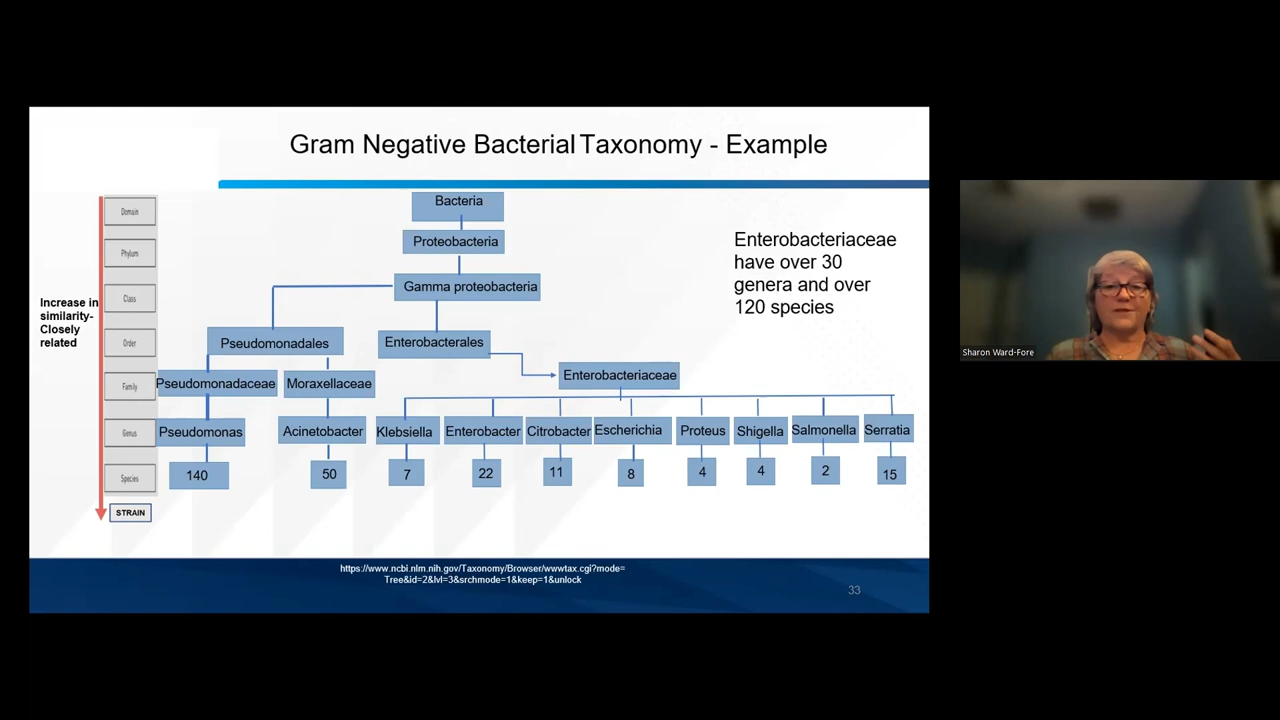 Gram Negative Bacterial Taxonomy - Example
Domain
Phylum
Class
Order
Family
Genus
Species
STRAIN
Increase in
similarity-
Closely
related
Bacteria
Proteobacteria
Gamma proteobacteria
Pseudomonadales
Enterobacterales
Pseudomonadaceae
Moraxellaceae
Enterobacteriaceae
Pseudomonas
Acinetobacter
Klebsiella
Enterobacter
Citrobacter
Escherichia
Proteus
Shigella
Salmonella
Serratia
140
50
7
22
11
8
4
4
2
15
Enterobacteriaceae
have over 30
genera and over
120 species
https://www.ncbi.nlm.nih.gov/Taxonomy/Browser/wwwtax.cgi?mode=
Tree&id=2&lvl=3&srchmode=1&keep=1&unlock
33
Sharon Ward-Fore